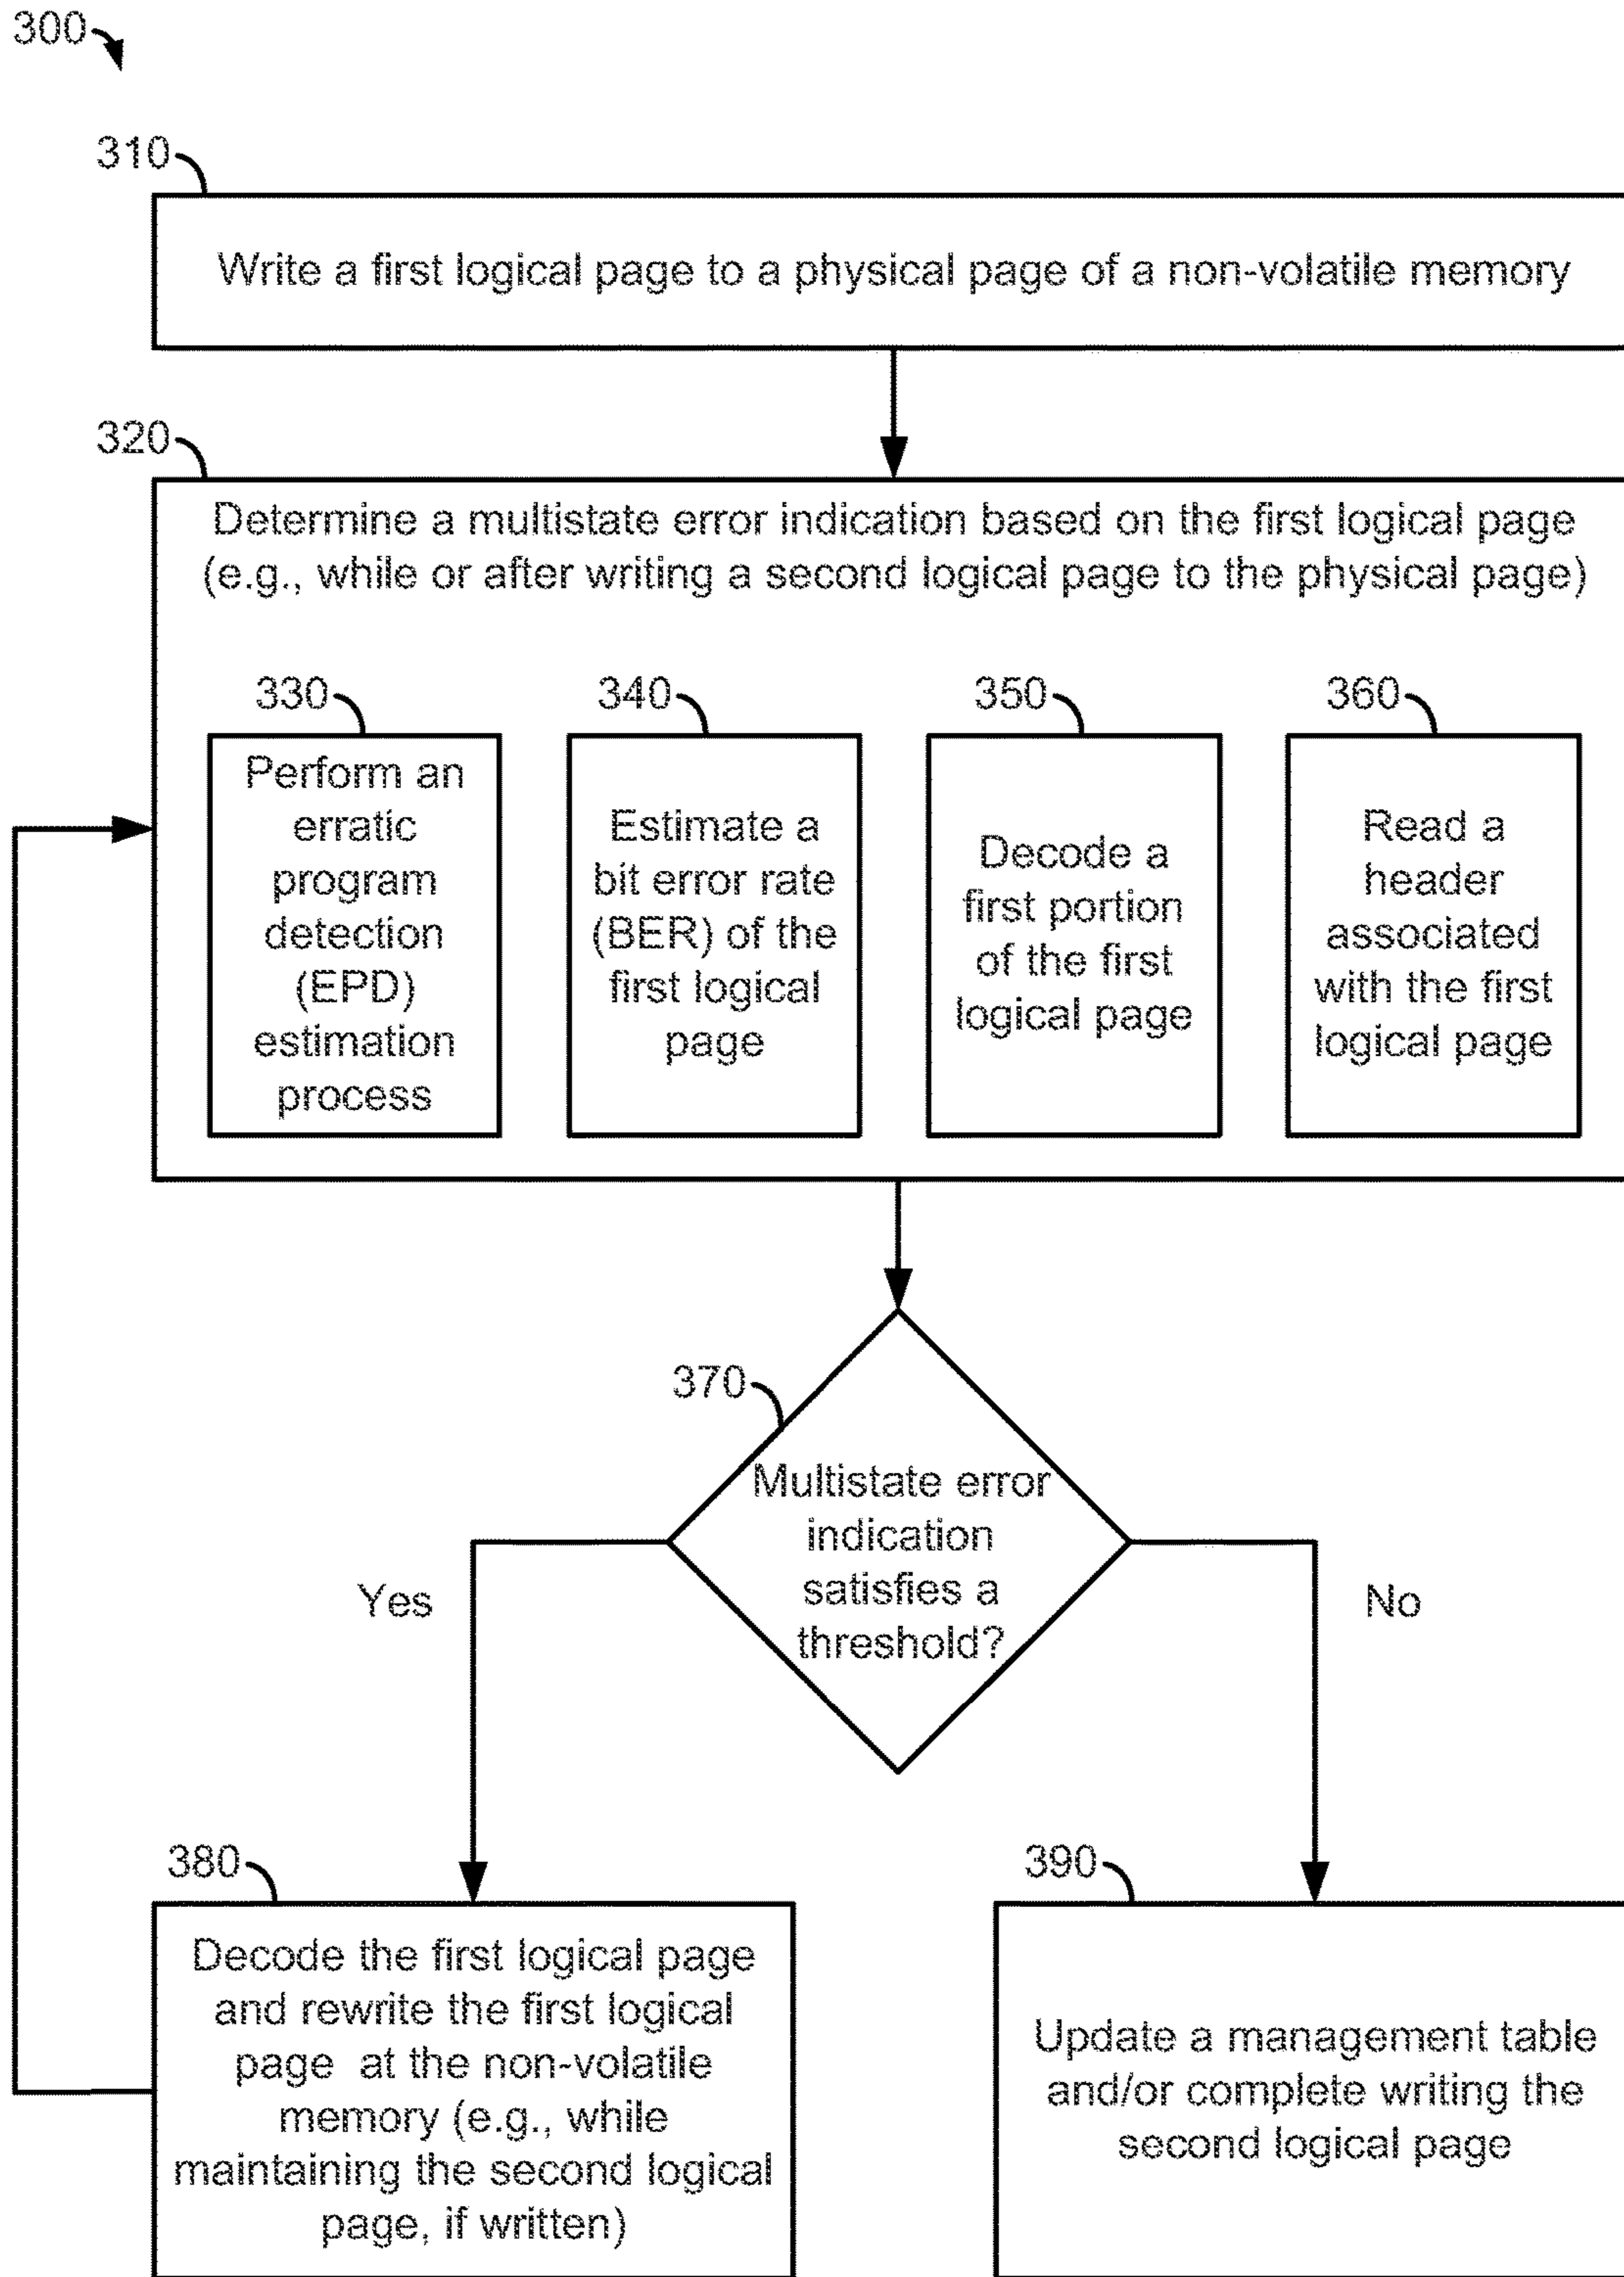 300
310
Write a first logical page to a physical page of a non-volatile memory
320
Determine a multistate error indication based on the first logical page
(e.g., while or after writing a second logical page to the physical page)
330
Perform an
erratic
program
detection
(EPD)
estimation
process
340
Estimate a
bit error rate
(BER) of the
first logical
page
350
Decode a
first portion
of the first
logical page
360
Read a
header
associated
with the first
logical page
370
Multistate error
indication
satisfies a
threshold?
Yes
No
380
Decode the first logical page
and rewrite the first logical
page at the non-volatile
memory (e.g., while
maintaining the second logical
page, if written)
390
Update a management table
and/or complete writing the
second logical page